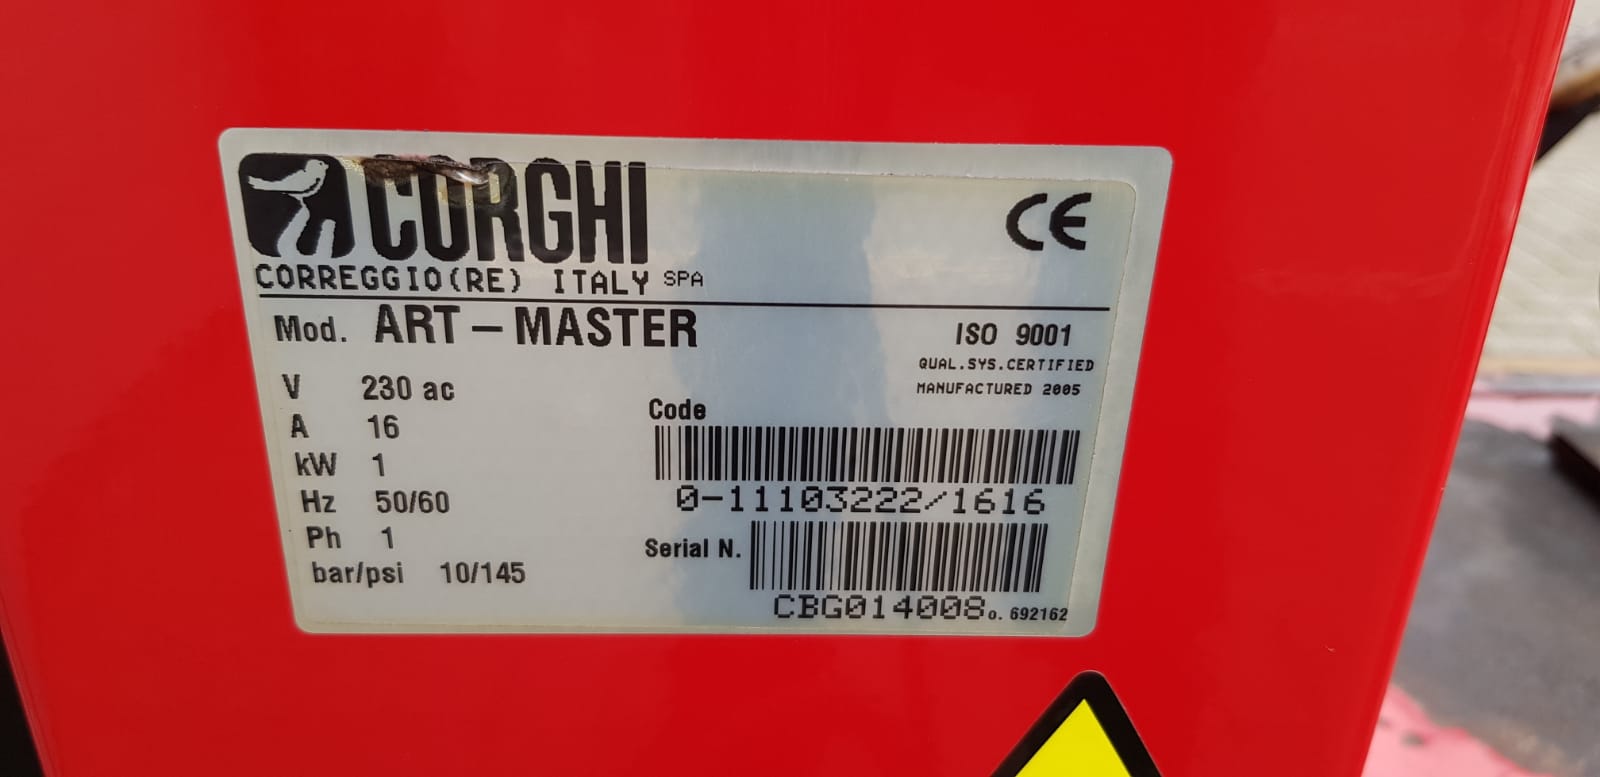 CORGHI
CORREGGIO(RE) ITALY SPA
CE
Mod. ART-MASTER
ISO 9001
QUAL.SYS.CERTIFIED
MANUFACTURED 2005
V 230 ac
A 16
kW 1
Hz 50/60
Ph 1
bar/psi 10/145
Code
0-11103222/1616
Serial N.
CBG014008o. 692162